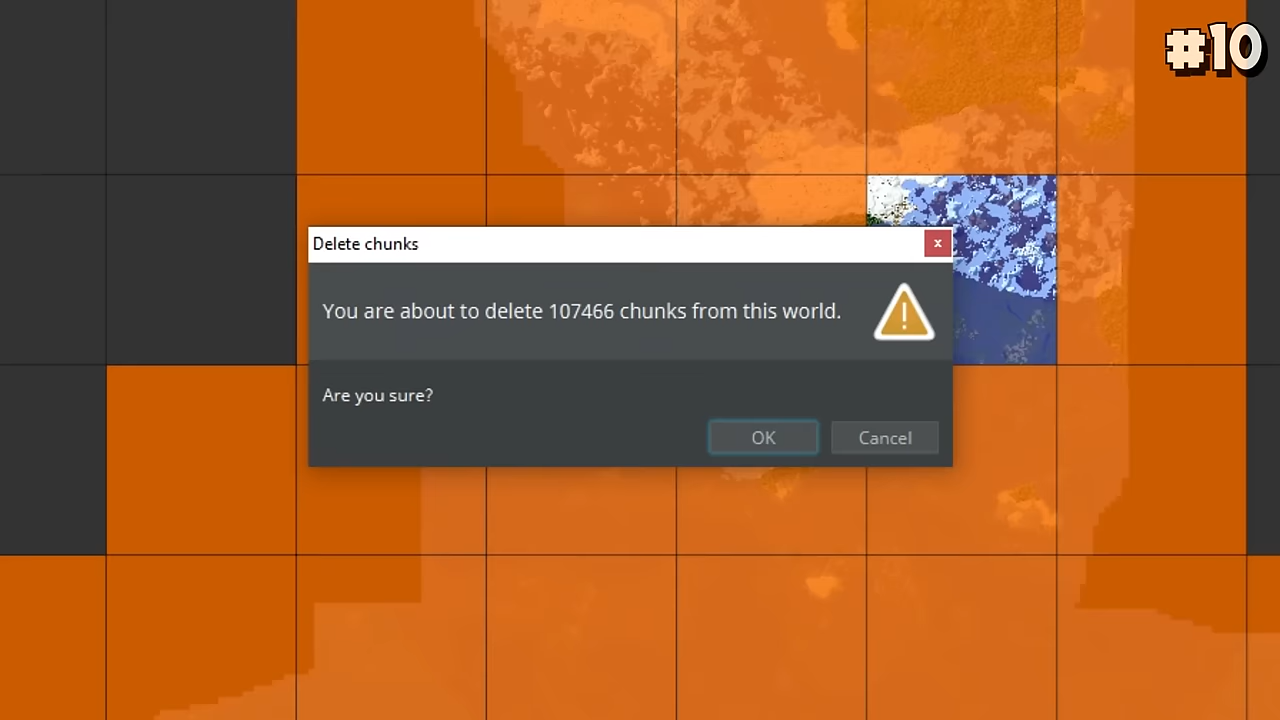 #10
Delete chunks
x
You are about to delete 107466 chunks from this world.
!
Are you sure?
OK
Cancel